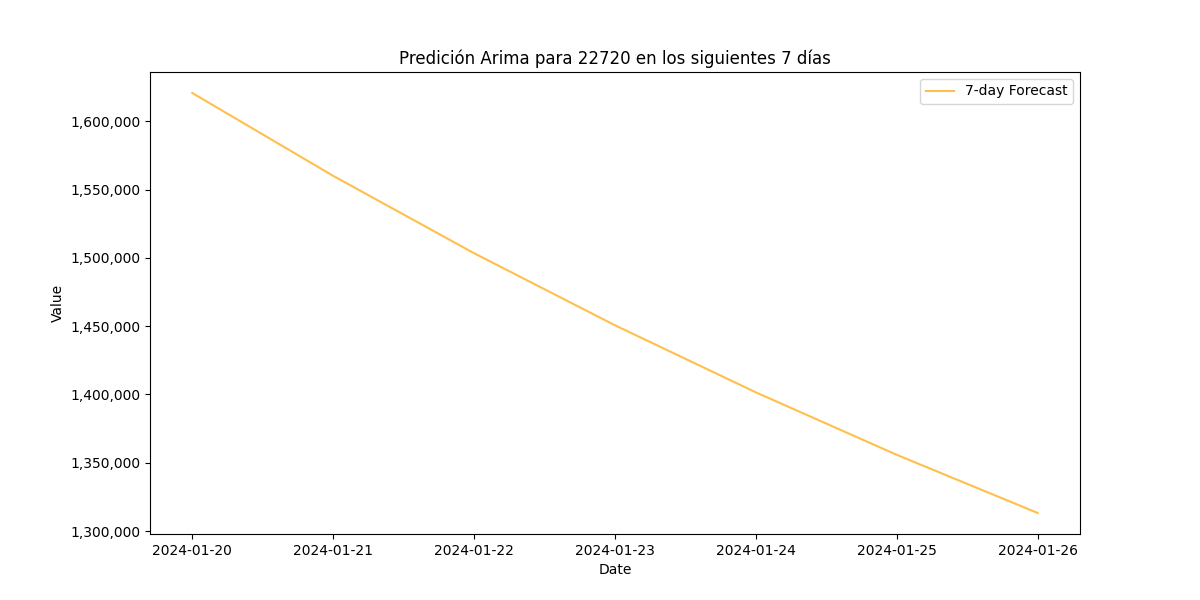 Predición Arima para 22720 en los siguientes 7 días
7-day Forecast
1,600,000
1,550,000
1,500,000
1,450,000
1,400,000
1,350,000
1,300,000
Value
2024-01-20 2024-01-21 2024-01-22 2024-01-23 2024-01-24 2024-01-25 2024-01-26
Date